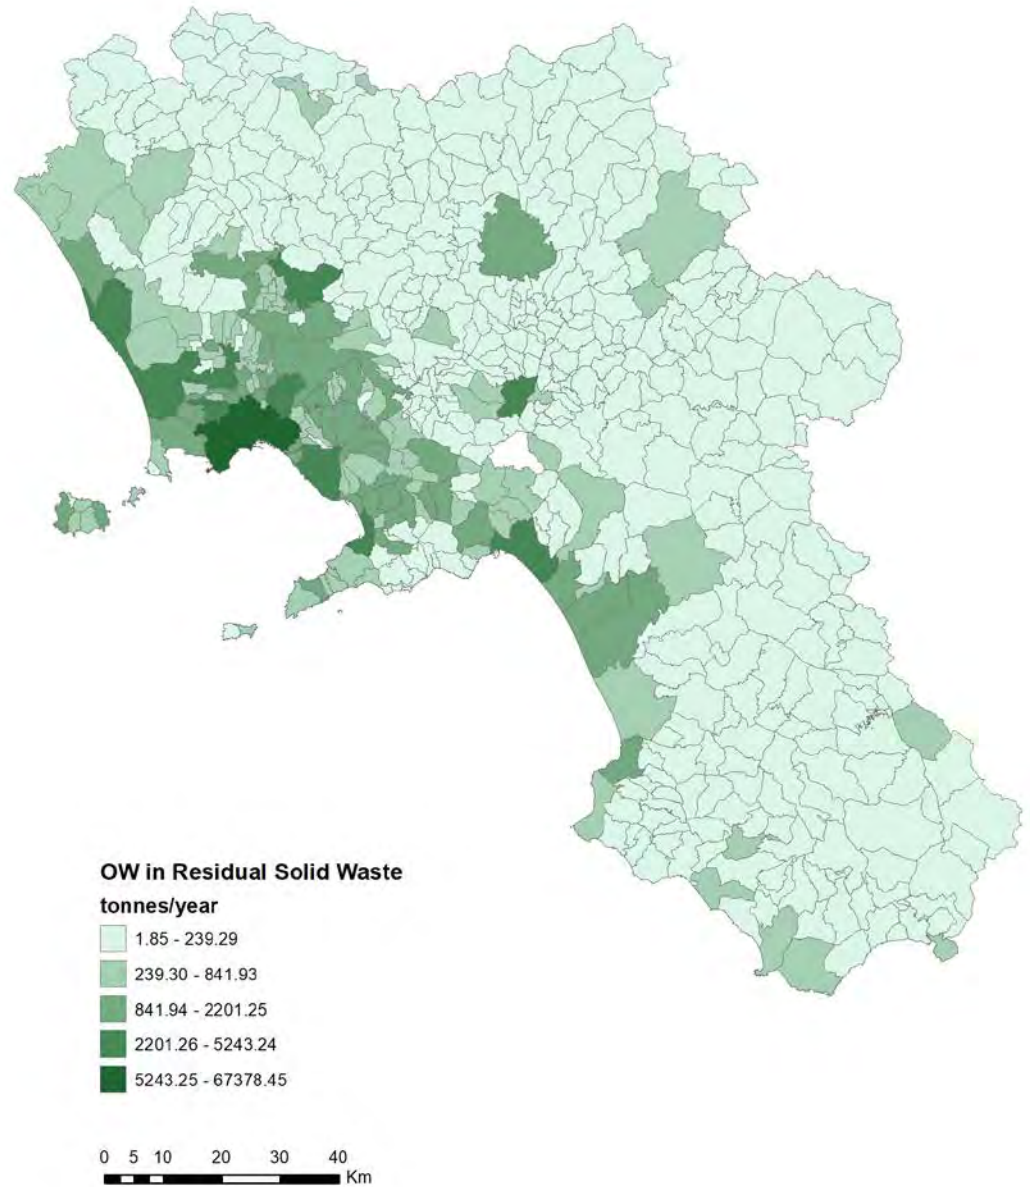 OW in Residual Solid Waste
tonnes/year
1.85 - 239.29
239.30 - 841.93
841.94 - 2201.25
2201.26 - 5243.24
5243.25 - 67378.45
0 5 10 20 30 40
Km